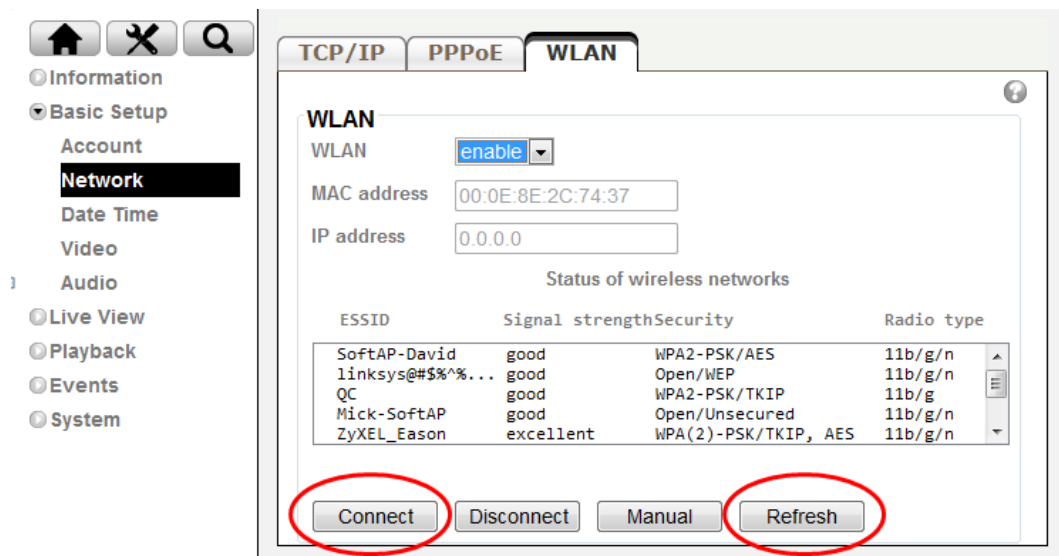 TCP/IP PPPoE WLAN
Information
Basic Setup
Account
Network
Date Time
Video
Audio
Live View
Playback
Events
System
?
WLAN
WLAN enable
MAC address 00:0E:8E:2C:74:37
IP address 0.0.0.0
Status of wireless networks
ESSID Signal strength Security Radio type
SoftAP-David good WPA2-PSK/AES 11b/g/n
linksys@#$%^%... good Open/WEP 11b/g/n
QC good WPA2-PSK/TKIP 11b/g
Mick-SoftAP good Open/Unsecured 11b/g/n
ZyXEL_Eason excellent WPA(2)-PSK/TKIP, AES 11b/g/n
Connect Disconnect Manual Refresh